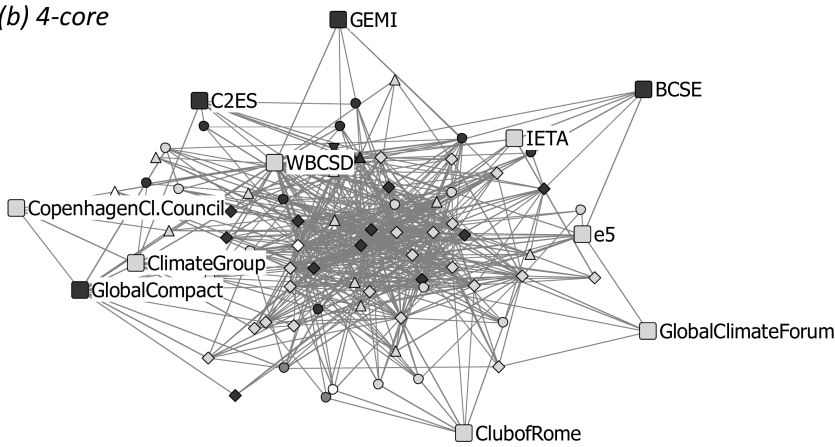 (b) 4-core
GEMI
BCSE
C2ES
IETA
WBCSD
CopenhagenCl.Council
e5
ClimateGroup
GlobalCompact
GlobalClimateForum
ClubofRome